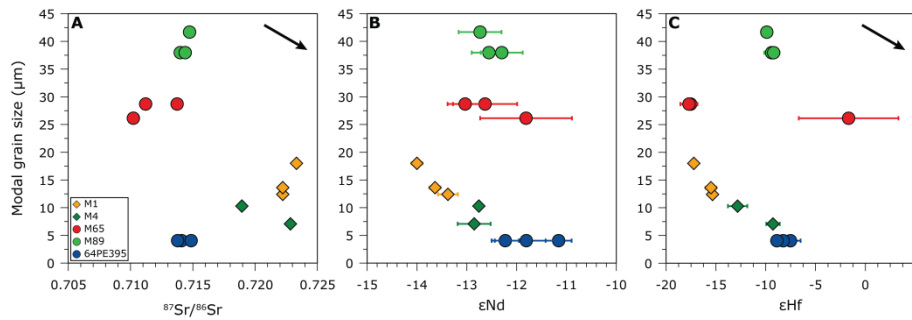 A
B
C
Modal grain size (μm)
45
40
35
30
25
20
15
10
5
0
M1
M4
M65
M89
64PE395
0.705 0.710 0.715 0.720 0.725
-15 -14 -13 -12 -11 -10
-20 -15 -10 -5 0 5
⁸⁷Sr/⁸⁶Sr
εNd
εHf